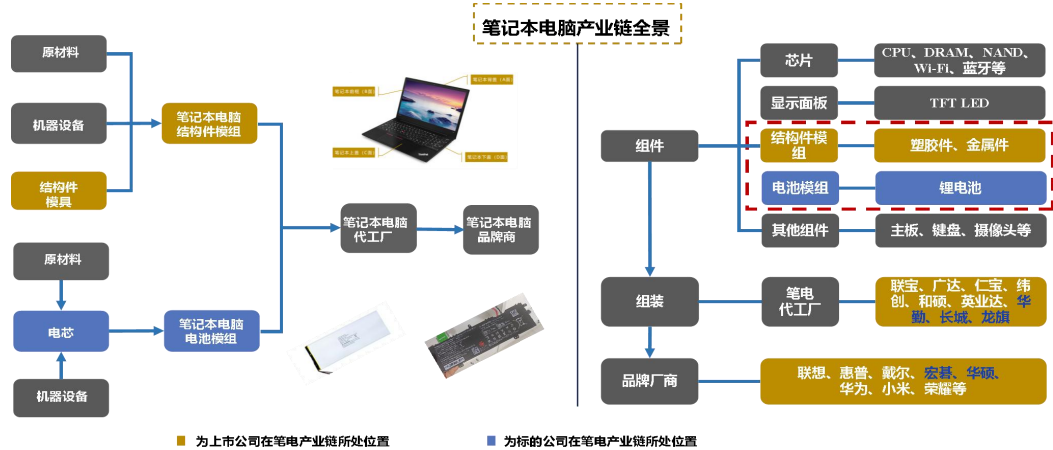 笔记本电脑产业链全景
原材料
机器设备
结构件
模具
笔记本电脑
结构件模组
原材料
电芯
机器设备
笔记本电脑
电池模组
笔记本电脑
代工厂
笔记本电脑
品牌商
组件
组装
品牌厂商
芯片
CPU、DRAM、NAND、
Wi-Fi、蓝牙等
显示面板
TFT LED
结构件模
组
塑胶件、金属件
电池模组
锂电池
其他组件
主板、键盘、摄像头等
笔电
代工厂
联宝、广达、仁宝、纬
创、和硕、英业达、华
勤、长城、龙旗
联想、惠普、戴尔、宏碁、华硕、
华为、小米、荣耀等
为上市公司在笔电产业链所处位置
为标的公司在笔电产业链所处位置